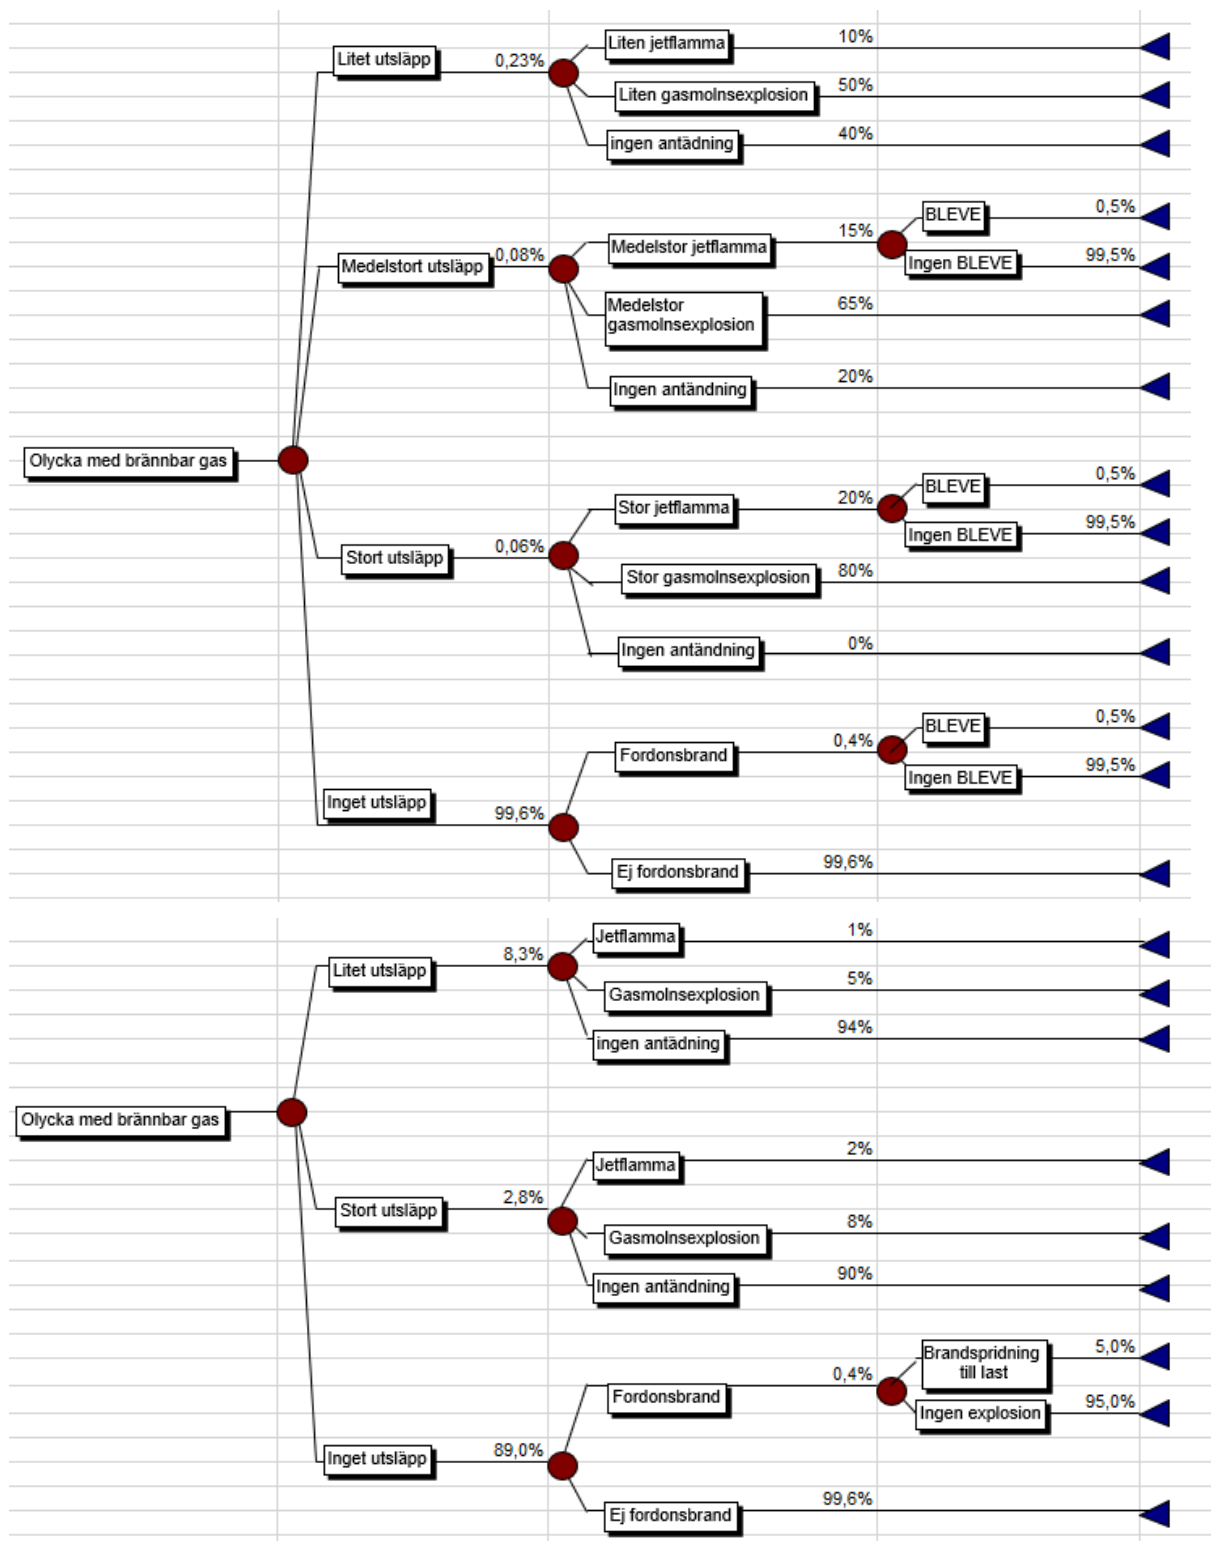 Liten jetflamma 10%
Litet utsläpp 0,23%
Liten gasmolnsexplosion 50%
ingen antädning 40%
BLEVE 0,5%
Medelstor jetflamma 15%
Ingen BLEVE 99,5%
Medelstort utsläpp 0,08%
Medelstor
gasmolnsexplosion
65%
Ingen antändning 20%
Olycka med brännbar gas
BLEVE 0,5%
Stor jetflamma 20%
Ingen BLEVE 99,5%
Stort utsläpp 0,06%
Stor gasmolnsexplosion 80%
Ingen antändning 0%
BLEVE 0,5%
Fordonsbrand 0,4%
Ingen BLEVE 99,5%
Inget utsläpp 99,6%
Ej fordonsbrand 99,6%
Jetflamma 1%
Litet utsläpp 8,3%
Gasmolnsexplosion 5%
ingen antädning 94%
Olycka med brännbar gas
Jetflamma 2%
Stort utsläpp 2,8%
Gasmolnsexplosion 8%
Ingen antändning 90%
Brandspridning
till last
5,0%
Fordonsbrand 0,4%
Ingen explosion 95,0%
Inget utsläpp 89,0%
Ej fordonsbrand 99,6%